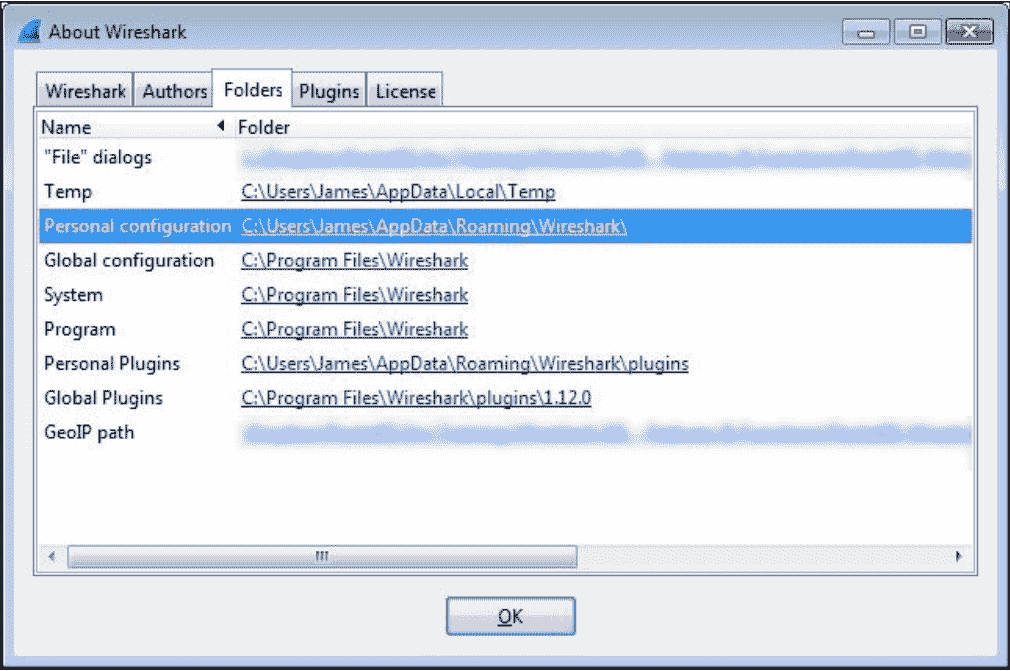 About Wireshark
Wireshark Authors Folders Plugins License
Name Folder
"File" dialogs
Temp C:\Users\James\AppData\Local\Temp
Personal configuration C:\Users\James\AppData\Roaming\Wireshark\
Global configuration C:\Program Files\Wireshark
System C:\Program Files\Wireshark
Program C:\Program Files\Wireshark
Personal Plugins C:\Users\James\AppData\Roaming\Wireshark\plugins
Global Plugins C:\Program Files\Wireshark\plugins\1.12.0
GeoIP path
OK